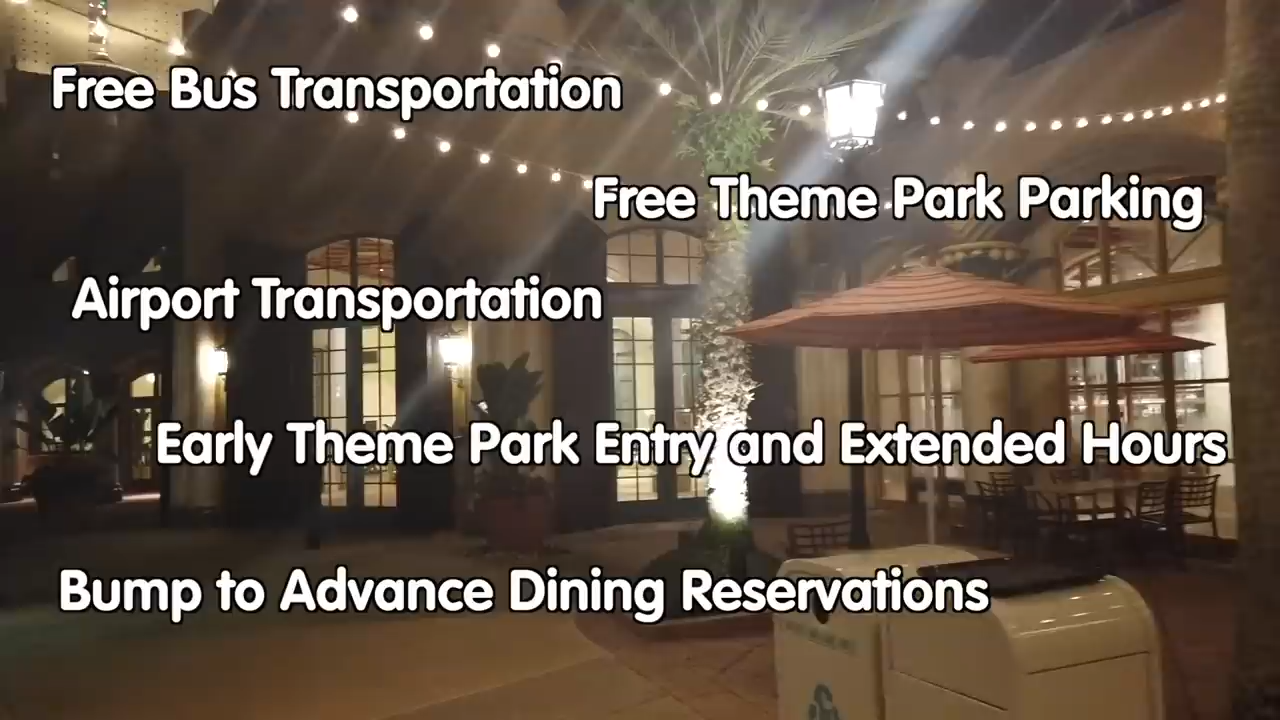 Free Bus Transportation
Free Theme Park Parking
Airport Transportation
Early Theme Park Entry and Extended Hours
Bump to Advance Dining Reservations